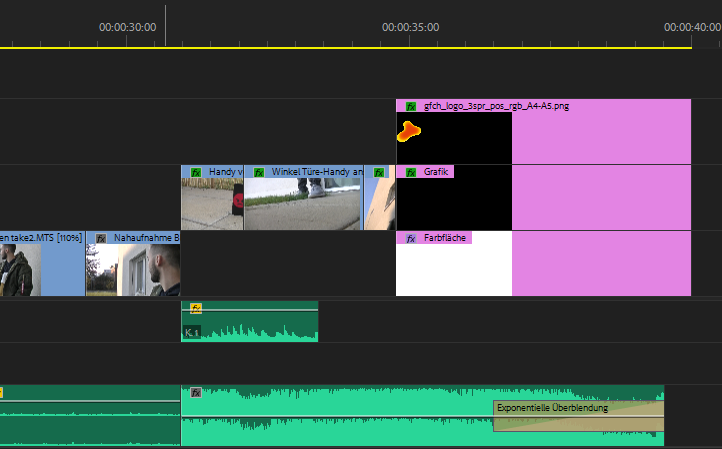 00:00:30:00
00:00:35:00
00:00:40:00
fx gfch_logo_3spr_pos_rgb_A4-A5.png
fx Handy v
fx Winkel Türe-Handy an
fx
fx Grafik
en take2.MTS [110%]
fx Nahaufnahme B
fx Farbfläche
fx
fx
Exponentielle Überblendung